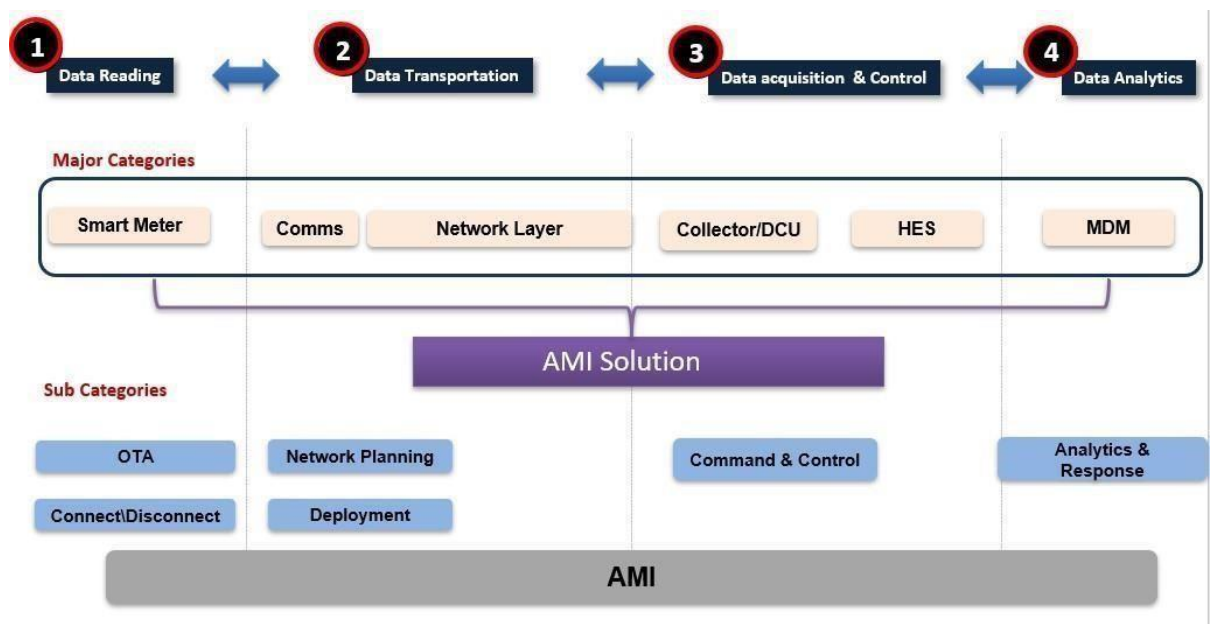 1
Data Reading
2
Data Transportation
3
Data acquisition & Control
4
Data Analytics
Major Categories
Smart Meter
Comms
Network Layer
Collector/DCU
HES
MDM
AMI Solution
Sub Categories
OTA
Network Planning
Command & Control
Analytics &
Response
Connect\Disconnect
Deployment
AMI